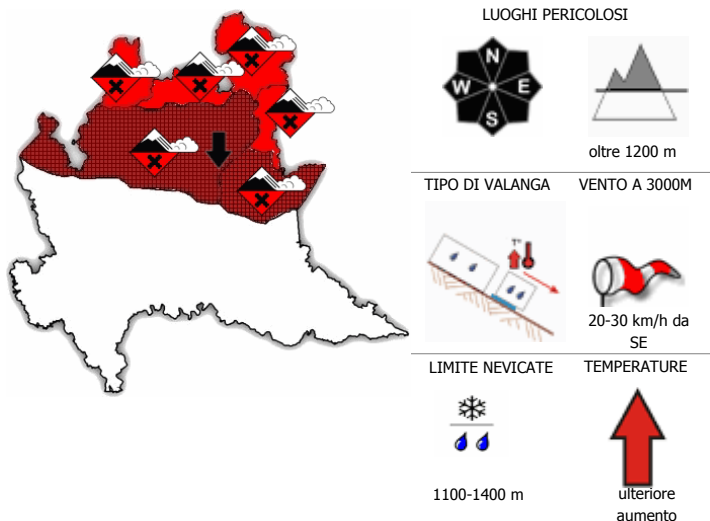 LUOGHI PERICOLOSI
N
W E
S
oltre 1200 m
TIPO DI VALANGA VENTO A 3000M
T°
20-30 km/h da
SE
LIMITE NEVICATE TEMPERATURE
1100-1400 m
ulteriore
aumento